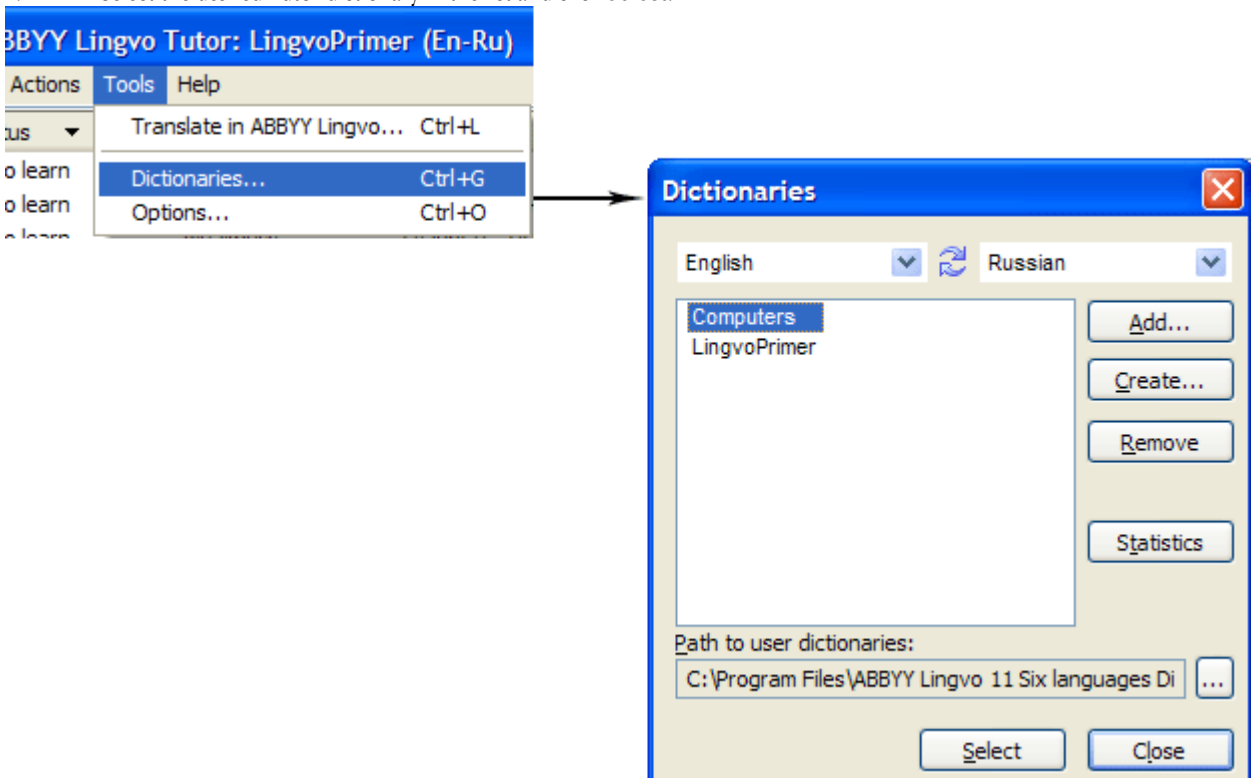 BBYY Lingvo Tutor: LingvoPrimer (En-Ru)
Actions Tools Help
tus
Translate in ABBYY Lingvo... Ctrl+L
o learn
Dictionaries... Ctrl+G
o learn
Options... Ctrl+O
o learn
Dictionaries
English Russian
Computers
LingvoPrimer
Add...
Create...
Remove
Statistics
Path to user dictionaries:
C:\Program Files\ABBYY Lingvo 11 Six languages Di ...
Select Close